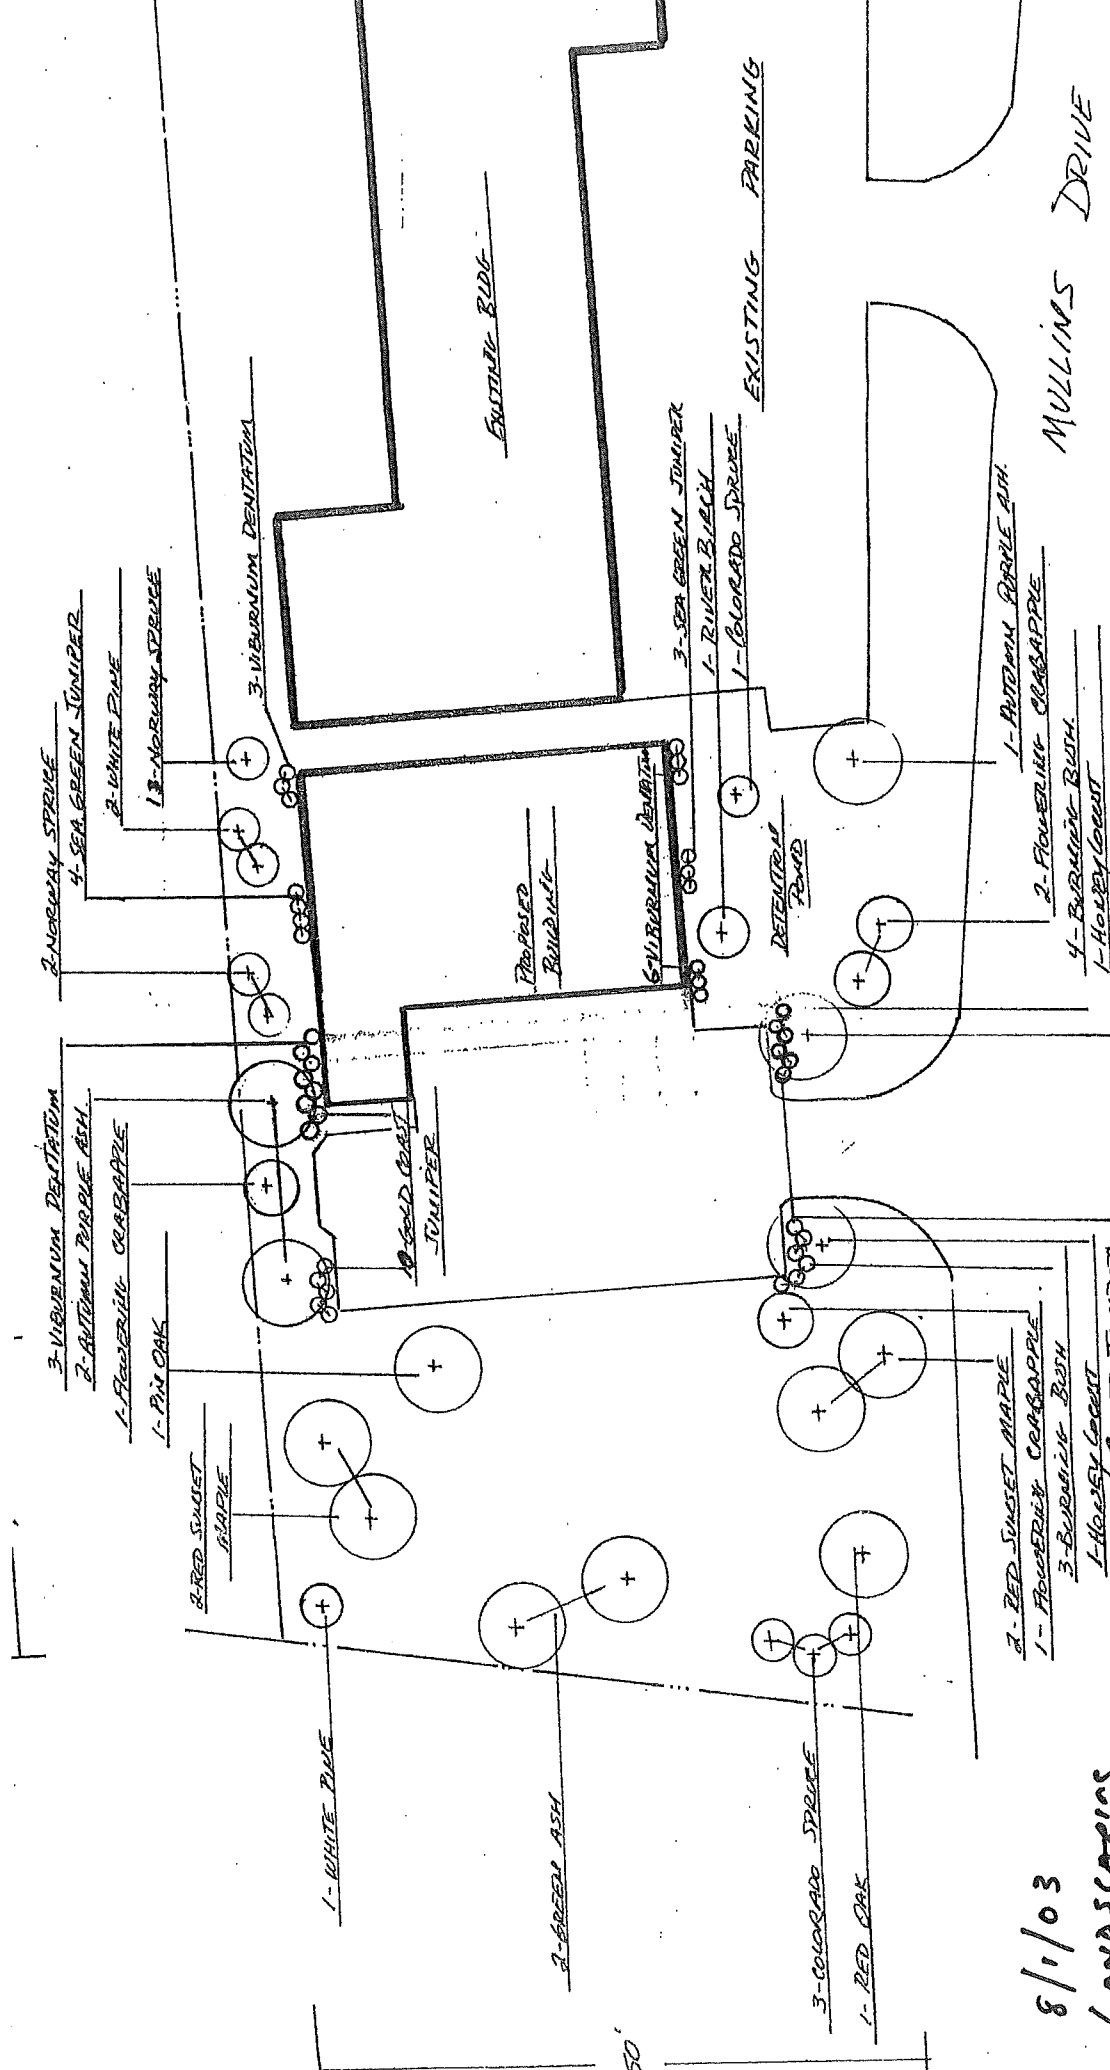 2-NORWAY SPRUCE
4-SEA GREEN JUNIPER
2-WHITE PINE
1-NORWAY SPRUCE
3-VIBURNUM DENTATUM
3-VIBURNUM DENTATUM
2-AUTUMN PURPLE ASH.
1-FLOWERING CRABAPPLE
1-PIN OAK
2-RED SUNSET
MAPLE
1-WHITE PINE
2-GREEN ASH
3-COLORADO SPRUCE
1-RED OAK
10-GOLD COAST
JUNIPER
PROPOSED
BUILDING
6-VIBURNUM DENTATUM
EXISTING BLDG.
3-SEA GREEN JUNIPER
1-RIVER BIRCH
1-COLORADO SPRUCE
EXISTING PARKING
DETENTION
POND
1-AUTUMN PURPLE ASH.
2-FLOWERING CRABAPPLE
4-BURNING BUSH.
1-HONEY LOCUST
2-RED SUNSET MAPLE
1-FLOWERING CRABAPPLE.
3-BURNING BUSH
1-HONEY LOCUST
MULLINS DRIVE
8/1/03
LANDSCAPING
50'